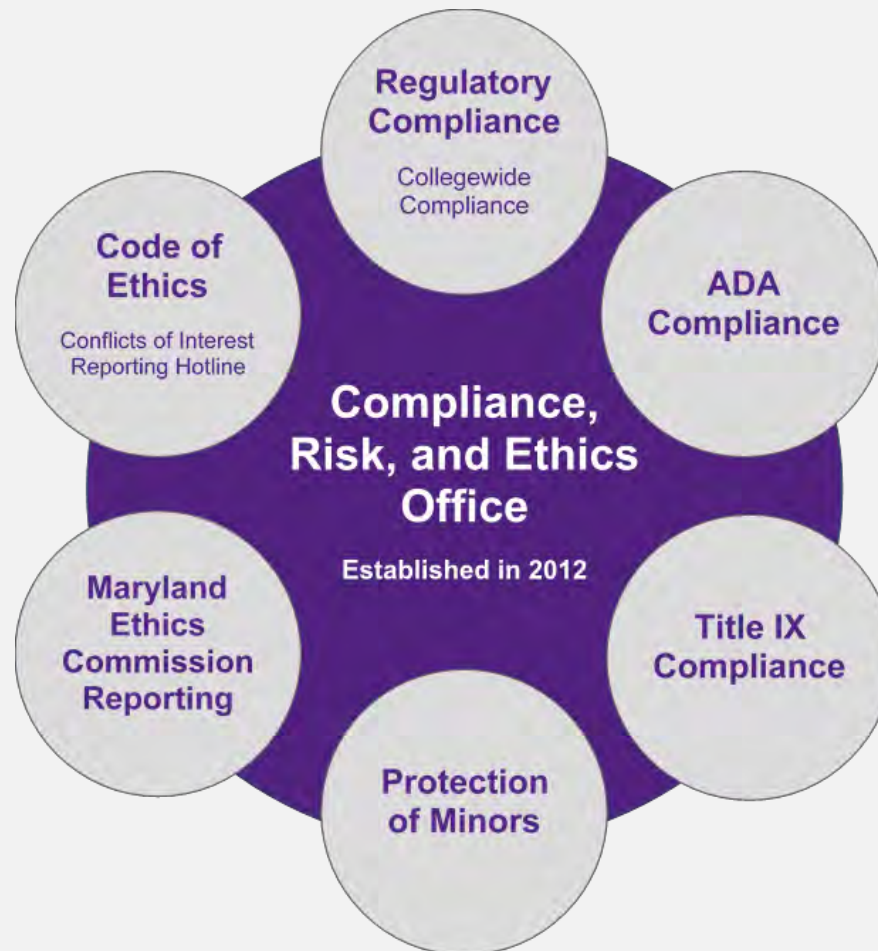 Regulatory
Compliance
Collegewide
Compliance
ADA
Compliance
Title IX
Compliance
Protection
of Minors
Maryland
Ethics
Commission
Reporting
Code of
Ethics
Conflicts of Interest
Reporting Hotline
Compliance,
Risk, and Ethics
Office
Established in 2012